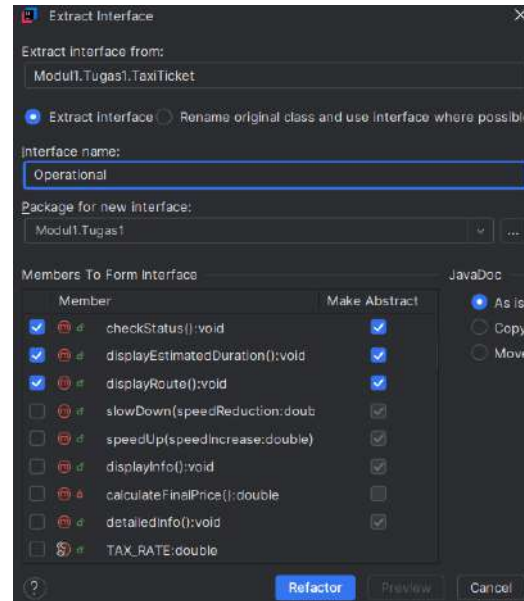 Extract Interface
Extract interface from:
Modul1.Tugas1.TaxiTicket
Extract interface Rename original class and use interface where possible
Interface name:
Operational
Package for new interface:
Modul1.Tugas1
...
Members To Form Interface JavaDoc
Member Make Abstract As is
checkStatus():void Copy
displayEstimatedDuration():void Move
displayRoute():void
slowDown(speedReduction:doub
speedUp(speedIncrease:double)
displayInfo():void
calculateFinalPrice():double
detailedInfo():void
TAX_RATE:double
? Refactor Preview Cancel